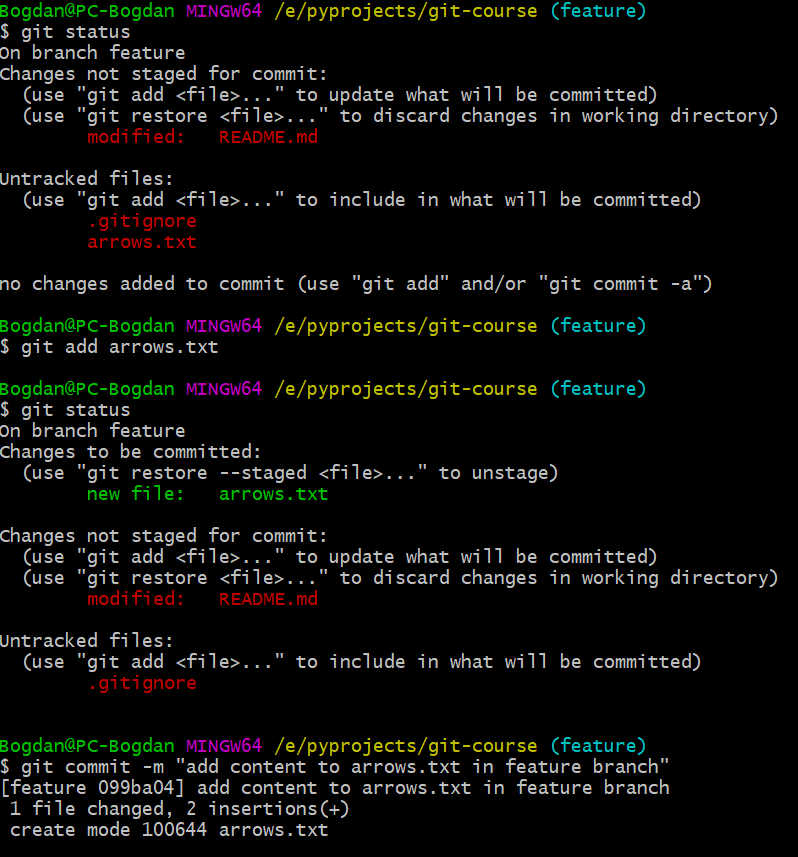 Bogdan@PC-Bogdan MINGW64 /e/pyprojects/git-course (feature)
$ git status
On branch feature
Changes not staged for commit:
  (use "git add <file>..." to update what will be committed)
  (use "git restore <file>..." to discard changes in working directory)
        modified:   README.md

Untracked files:
  (use "git add <file>..." to include in what will be committed)
        .gitignore
        arrows.txt

no changes added to commit (use "git add" and/or "git commit -a")

Bogdan@PC-Bogdan MINGW64 /e/pyprojects/git-course (feature)
$ git add arrows.txt

Bogdan@PC-Bogdan MINGW64 /e/pyprojects/git-course (feature)
$ git status
On branch feature
Changes to be committed:
  (use "git restore --staged <file>..." to unstage)
        new file:   arrows.txt

Changes not staged for commit:
  (use "git add <file>..." to update what will be committed)
  (use "git restore <file>..." to discard changes in working directory)
        modified:   README.md

Untracked files:
  (use "git add <file>..." to include in what will be committed)
        .gitignore

Bogdan@PC-Bogdan MINGW64 /e/pyprojects/git-course (feature)
$ git commit -m "add content to arrows.txt in feature branch"
[feature 099ba04] add content to arrows.txt in feature branch
 1 file changed, 2 insertions(+)
 create mode 100644 arrows.txt